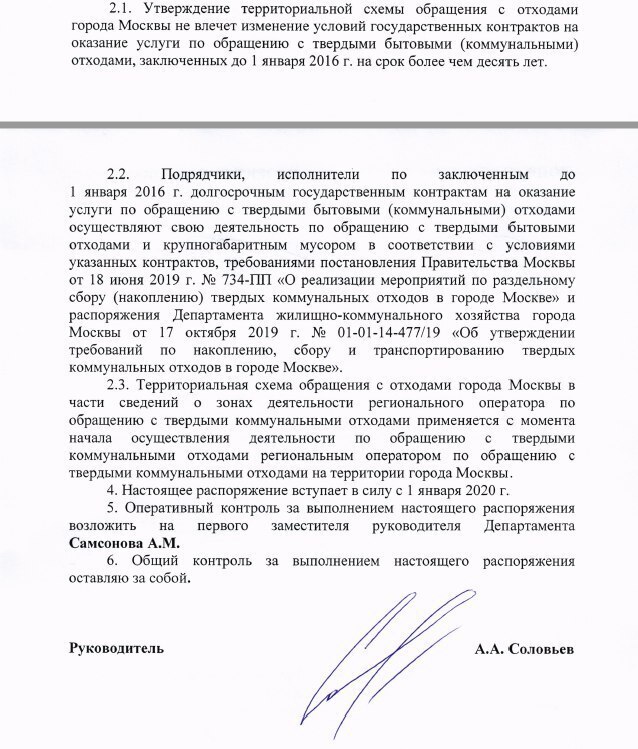 2.1. Утверждение территориальной схемы обращения с отходами
города Москвы не влечет изменение условий государственных контрактов на
оказание услуги по обращению с твердыми бытовыми (коммунальными)
отходами, заключенных до 1 января 2016 г. на срок более чем десять лет.
2.2. Подрядчики, исполнители по заключенным до
1 января 2016 г. долгосрочным государственным контрактам на оказание
услуги по обращению с твердыми бытовыми (коммунальными) отходами
осуществляют свою деятельность по обращению с твердыми бытовыми
отходами и крупногабаритным мусором в соответствии с условиями
указанных контрактов, требованиями постановления Правительства Москвы
от 18 июня 2019 г. № 734-ПП «О реализации мероприятий по раздельному
сбору (накоплению) твердых коммунальных отходов в городе Москве» и
распоряжения Департамента жилищно-коммунального хозяйства города
Москвы от 17 октября 2019 г. № 01-01-14-477/19 «Об утверждении
требований по накоплению, сбору и транспортированию твердых
коммунальных отходов в городе Москве».
2.3. Территориальная схема обращения с отходами города Москвы в
части сведений о зонах деятельности регионального оператора по
обращению с твердыми коммунальными отходами применяется с момента
начала осуществления деятельности по обращению с твердыми
коммунальными отходами региональным оператором по обращению с
твердыми коммунальными отходами на территории города Москвы.
4. Настоящее распоряжение вступает в силу с 1 января 2020 г.
5. Оперативный контроль за выполнением настоящего распоряжения
возложить на первого заместителя руководителя Департамента
Самсонова А.М.
6. Общий контроль за выполнением настоящего распоряжения
оставляю за собой.
Руководитель А.А. Соловьев